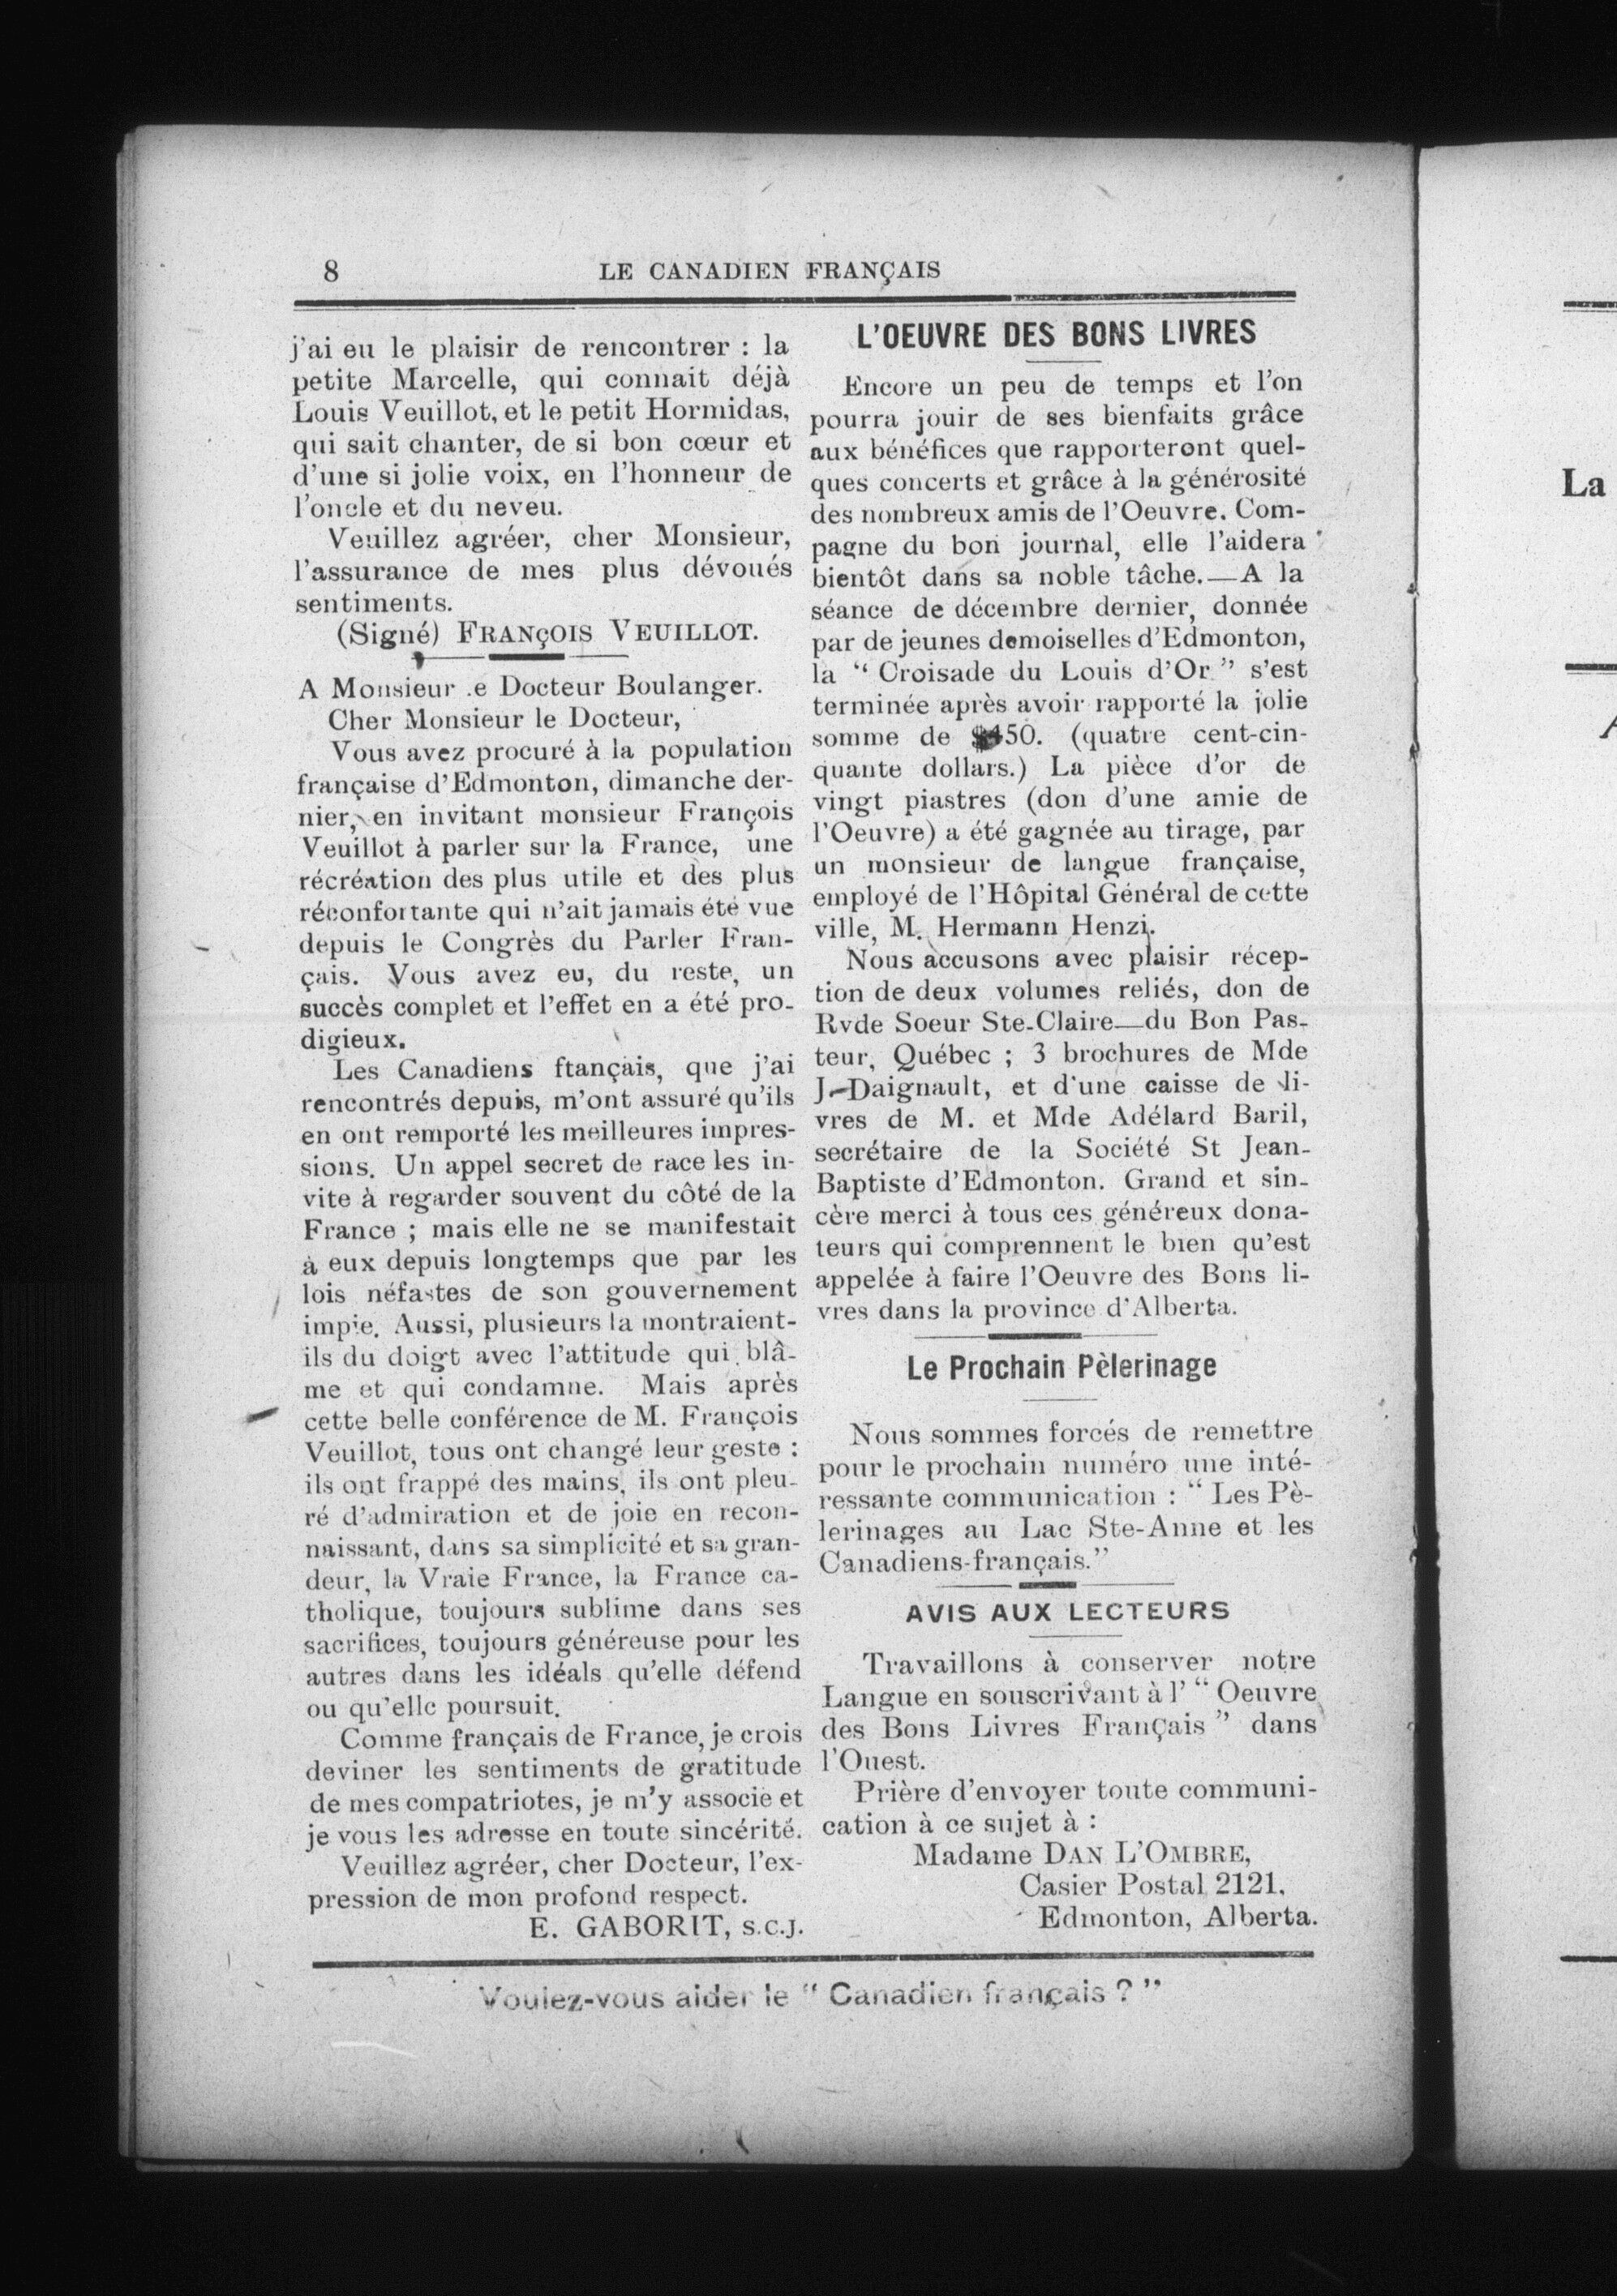 8
LE CANADIEN FRANÇAIS
j'ai eu le plaisir de rencontrer : la
petite Marcelle, qui connait déjà
Louis Veuillot, et le petit Hormidas,
qui sait chanter, de si bon cœur et
d'une si jolie voix, en l'honneur de
l'oncle et du neveu.
Veuillez agréer, cher Monsieur,
l'assurance de mes plus dévoués
sentiments.
(Signé) FRANÇOIS VEUILLOT.
A Monsieur .e Docteur Boulanger.
Cher Monsieur le Docteur,
Vous avez procuré à la population
française d'Edmonton, dimanche der-
nier, en invitant monsieur François
Veuillot à parler sur la France, une
récréation des plus utile et des plus
réconfortante qui n'ait jamais été vue
depuis le Congrès du Parler Fran-
çais. Vous avez eu, du reste, un
succès complet et l'effet en a été pro-
digieux.
Les Canadiens ftançais, que j'ai
rencontrés depuis, m'ont assuré qu'ils
en ont remporté les meilleures impres-
sions. Un appel secret de race les in-
vite à regarder souvent du côté de la
France ; mais elle ne se manifestait
à eux depuis longtemps que par les
lois néfastes de son gouvernement
impie. Aussi, plusieurs la montraient-
ils du doigt avec l'attitude qui blâ-
me et qui condamne. Mais après
cette belle conférence de M. François
Veuillot, tous ont changé leur geste :
ils ont frappé des mains, ils ont pleu-
ré d'admiration et de joie en recon-
naissant, dans sa simplicité et sa gran-
deur, la Vraie France, la France ca-
tholique, toujours sublime dans ses
sacrifices, toujours généreuse pour les
autres dans les idéals qu'elle défend
ou qu'elle poursuit.
Comme français de France, je crois
deviner les sentiments de gratitude
de mes compatriotes, je m'y associe et
je vous les adresse en toute sincérité.
Veuillez agréer, cher Docteur, l'ex-
pression de mon profond respect.
E. GABORIT, S.C.J.
L'OEUVRE DES BONS LIVRES
Encore un peu de temps et l'on
pourra jouir de ses bienfaits grâce
aux bénéfices que rapporteront quel-
ques concerts et grâce à la générosité
des nombreux amis de l'Oeuvre. Com-
pagne du bon journal, elle l'aidera
bientôt dans sa noble tâche.—A la
séance de décembre dernier, donnée
par de jeunes demoiselles d'Edmonton,
la " Croisade du Louis d'Or " s'est
terminée après avoir rapporté la jolie
somme de $450. (quatre cent-cin-
quante dollars.) La pièce d'or de
vingt piastres (don d'une amie de
l'Oeuvre) a été gagnée au tirage, par
un monsieur de langue française,
employé de l'Hôpital Général de cette
ville, M. Hermann Henzi.
Nous accusons avec plaisir récep-
tion de deux volumes reliés, don de
Rvde Soeur Ste-Claire—du Bon Pas-
teur, Québec ; 3 brochures de Mde
J.-Daignault, et d'une caisse de li-
vres de M. et Mde Adélard Baril,
secrétaire de la Société St Jean-
Baptiste d'Edmonton. Grand et sin-
cère merci à tous ces généreux dona-
teurs qui comprennent le bien qu'est
appelée à faire l'Oeuvre des Bons li-
vres dans la province d'Alberta.
Le Prochain Pèlerinage
Nous sommes forcés de remettre
pour le prochain numéro une inté-
ressante communication : " Les Pè-
lerinages au Lac Ste-Anne et les
Canadiens-français."
AVIS AUX LECTEURS
Travaillons à conserver notre
Langue en souscrivant à l' " Oeuvre
des Bons Livres Français " dans
l'Ouest.
Prière d'envoyer toute communi-
cation à ce sujet à :
Madame DAN L'OMBRE,
Casier Postal 2121.
Edmonton, Alberta.
Voulez-vous aider le " Canadien français ? "
La